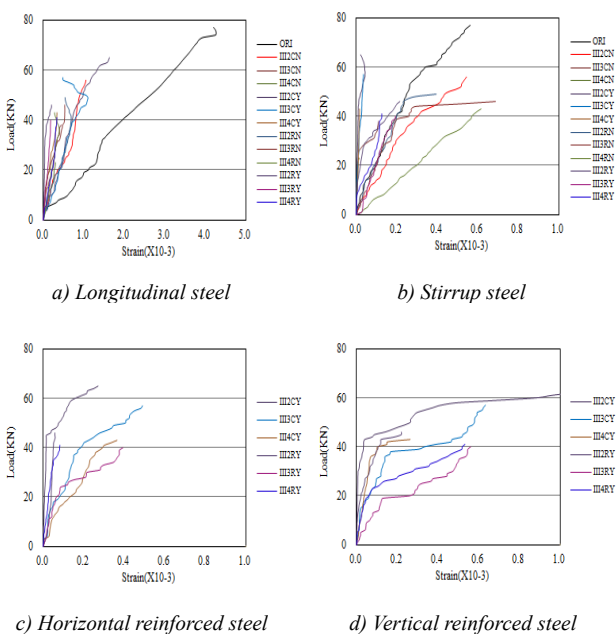 80
60
40
20
0
Load(KN)
0.0 1.0 2.0 3.0 4.0 5.0
Strain(X10-3)
ORI
III2CN
III3CN
III4CN
III2CY
III3CY
III4CY
III2RN
III3RN
III4RN
III2RY
III3RY
III4RY
a) Longitudinal steel
80
60
40
20
0
Load(KN)
0.0 0.2 0.4 0.6 0.8 1.0
Strain(X10-3)
ORI
III2CN
III3CN
III4CN
III2CY
III3CY
III4CY
III2RN
III3RN
III4RN
III2RY
III3RY
III4RY
b) Stirrup steel
80
60
40
20
0
Load(KN)
0.0 0.2 0.4 0.6 0.8 1.0
Strain(X10-3)
III2CY
III3CY
III4CY
III2RY
III3RY
III4RY
c) Horizontal reinforced steel
80
60
40
20
0
Load(KN)
0.0 0.2 0.4 0.6 0.8 1.0
Strain(X10-3)
III2CY
III3CY
III4CY
III2RY
III3RY
III4RY
d) Vertical reinforced steel